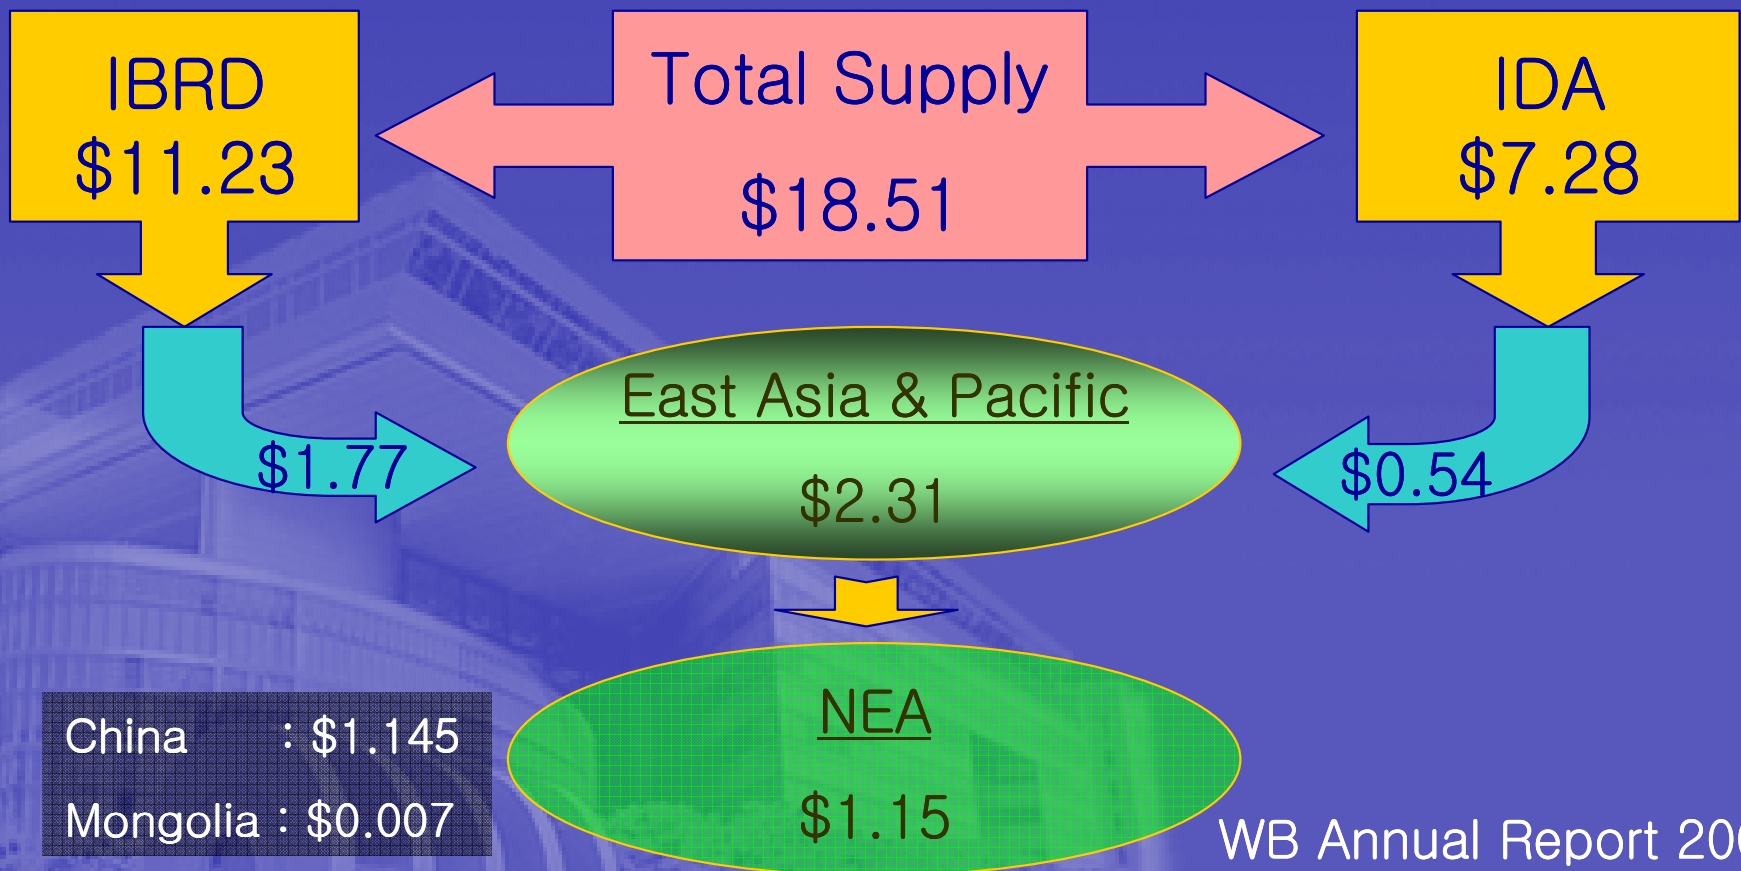 IBRD
$11.23
Total Supply
$18.51
IDA
$7.28
$1.77
East Asia & Pacific
$2.31
$0.54
NEA
$1.15
China : $1.145
Mongolia : $0.007
WB Annual Report